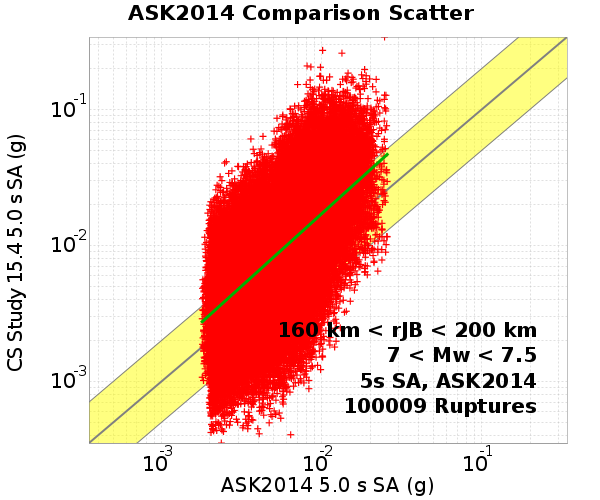 ASK2014 Comparison Scatter
CS Study 15.4 5.0 s SA (g)
10-1
10-2
10-3
160 km < rJB < 200 km
7 < Mw < 7.5
5s SA, ASK2014
100009 Ruptures
10-3 10-2 10-1
ASK2014 5.0 s SA (g)